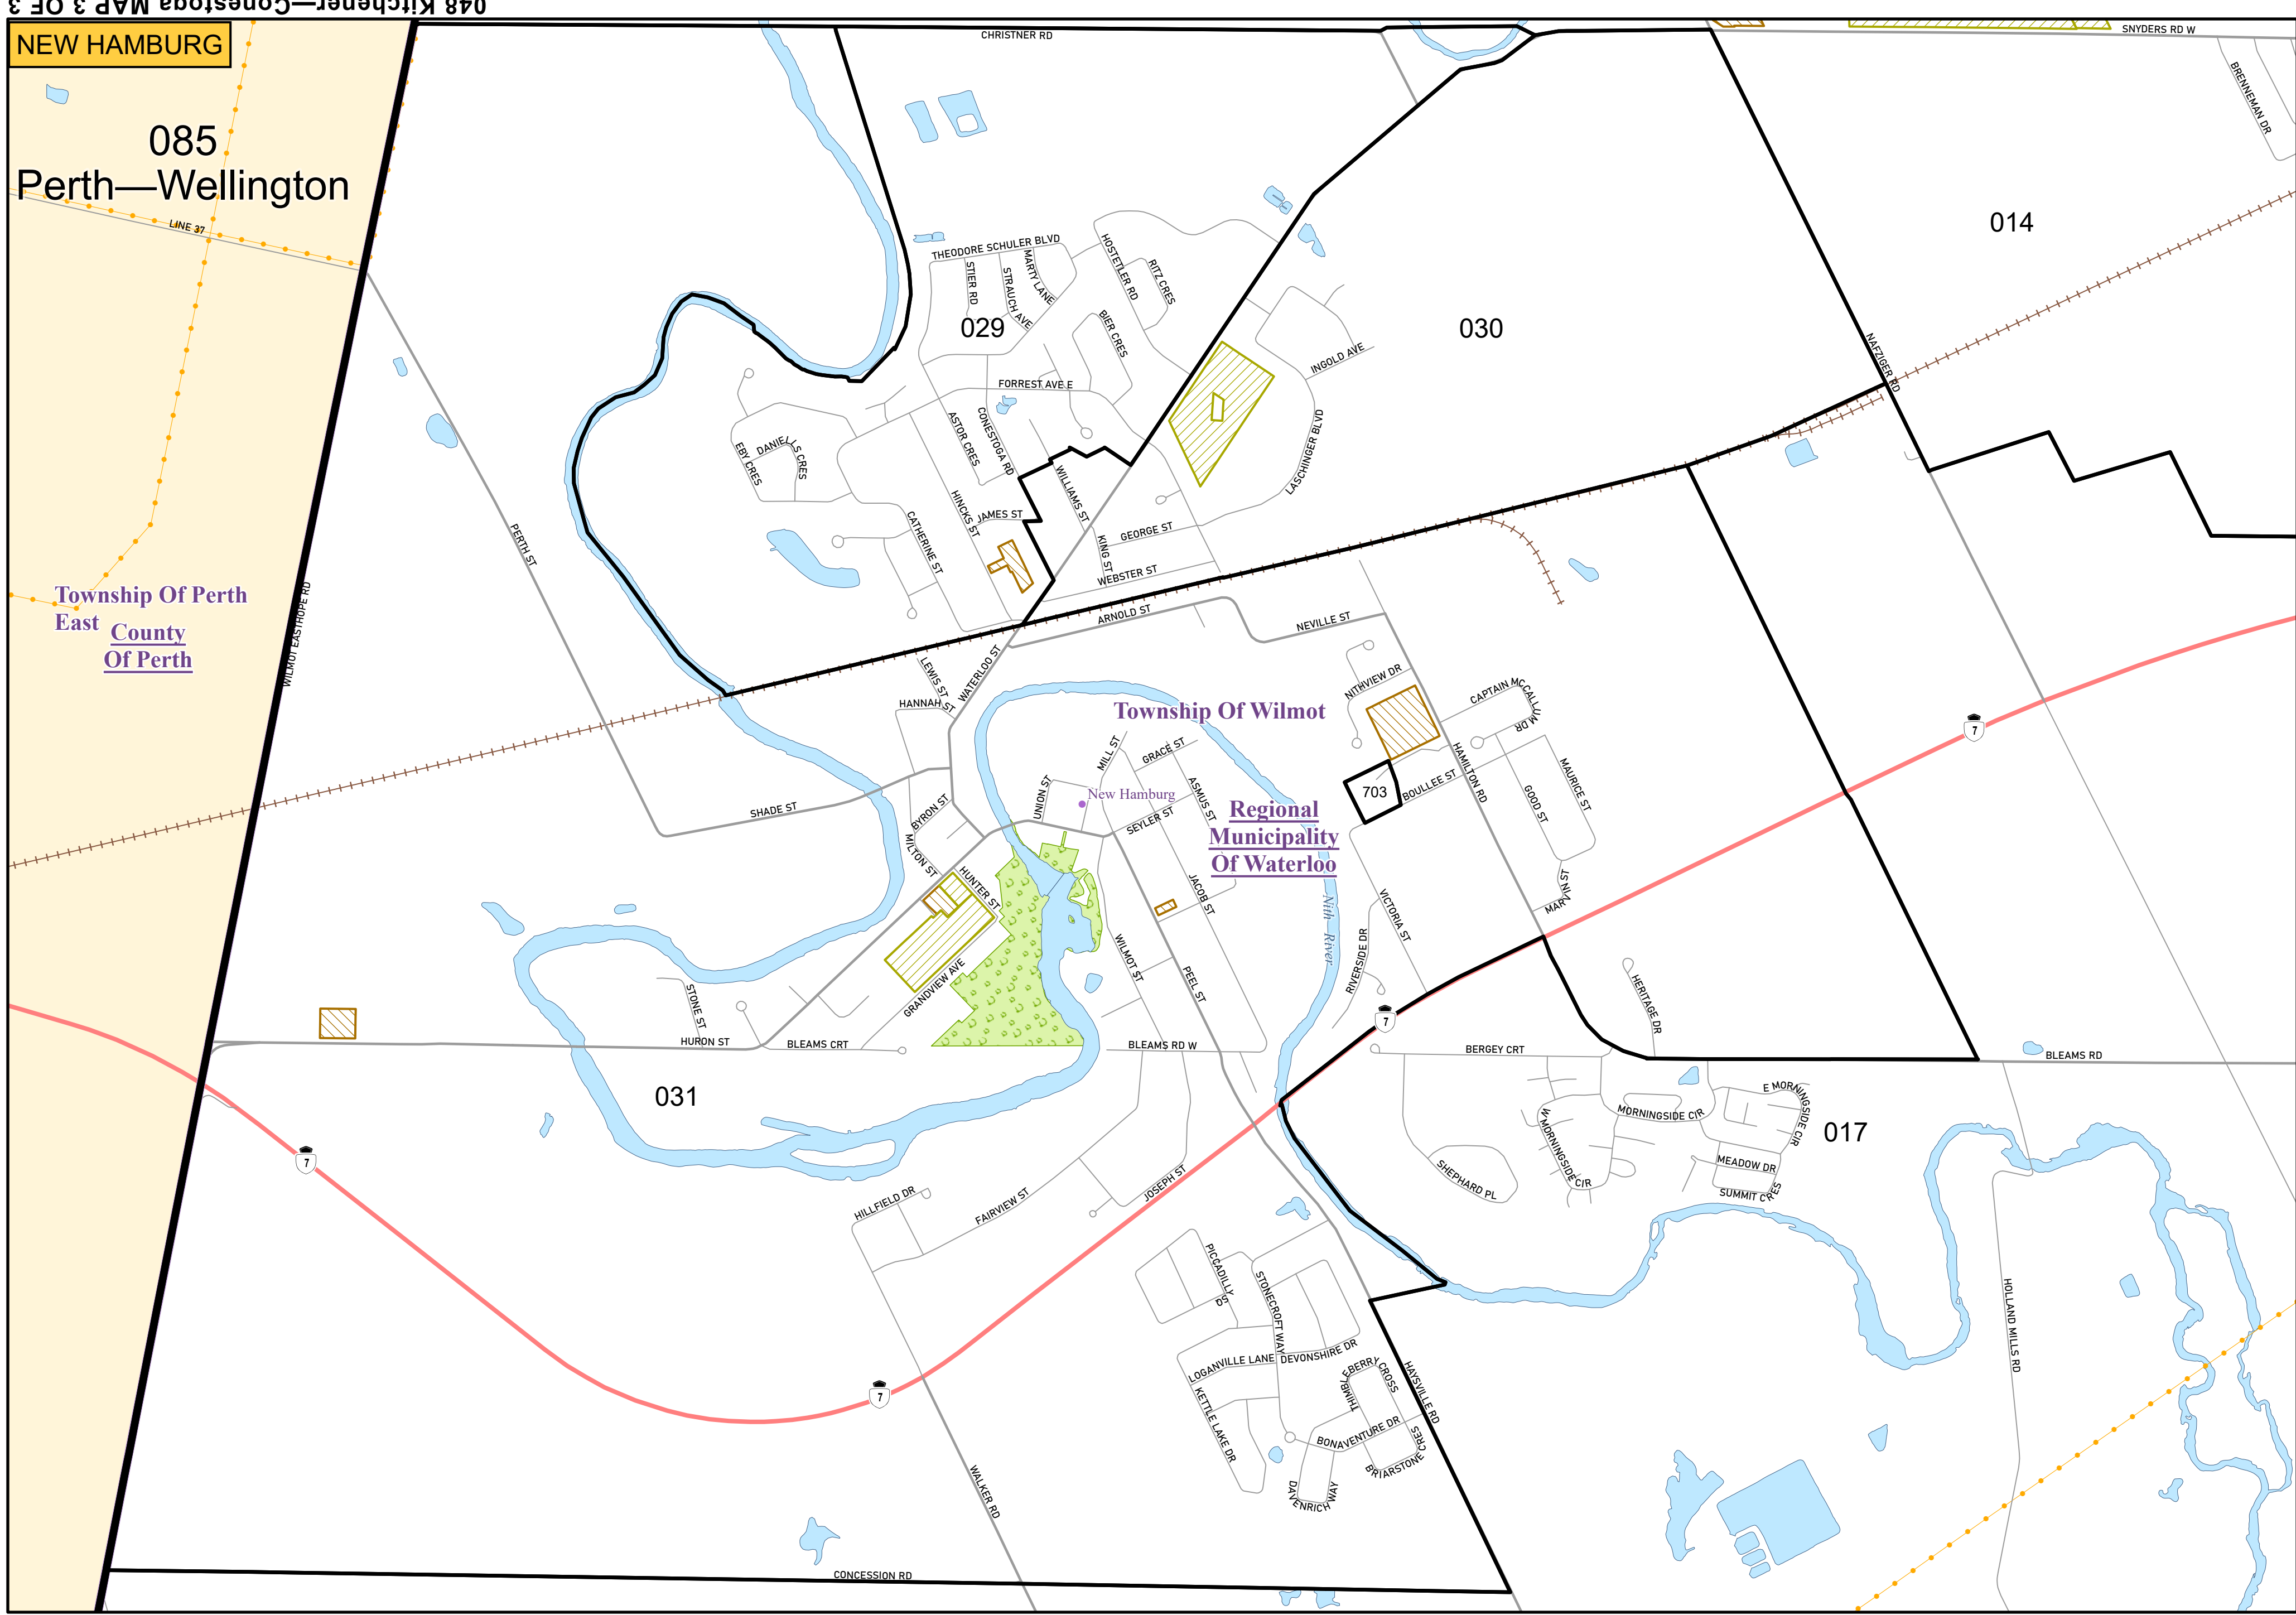 048 Kitchener—Conestoga MAP 3 OF 3
NEW HAMBURG
CHRISTNER RD
SNYDERS RD W
BRENNEMAN DR
085
Perth—Wellington
LINE 37
014
THEODORE SCHULER BLVD
STIER RD
STRAUCH AVE
MARTY LANE
HOSTETLER RD
RITZ CRES
BIER CRES
029
030
NAFZIGER RD
INGOLD AVE
FORREST AVE E
ASTOR CRES
CONESTOGA RD
LASCHINGER BLVD
EBY CRES
DANIELLS CRES
WILLIAMS ST
HINCKS ST
JAMES ST
CATHERINE ST
KING ST
GEORGE ST
WEBSTER ST
PERTH ST
Township Of Perth
East
County
Of Perth
WILMOT EASTHOPE RD
ARNOLD ST
NEVILLE ST
LEWIS ST
WATERLOO ST
HANNAH ST
NITHVIEW DR
CAPTAIN MCCALLUM DR
Township Of Wilmot
7
MILL ST
GRACE ST
HAMILTON RD
MAURICE ST
UNION ST
New Hamburg
ASMUS ST
703
BOULLEE ST
GOOD ST
SHADE ST
BYRON ST
SEYLER ST
Regional
Municipality
Of Waterloo
MILTON ST
HUNTER ST
JACOB ST
VICTORIA ST
MARVIN ST
Nith River
WILMOT ST
PEEL ST
RIVERSIDE DR
GRANDVIEW AVE
STONE ST
7
HERITAGE DR
HURON ST
BLEAMS CRT
BLEAMS RD W
BERGEY CRT
BLEAMS RD
031
E MORNINGSIDE CIR
MORNINGSIDE CIR
W MORNINGSIDE CIR
017
7
MEADOW DR
SUMMIT CRES
SHEPHARD PL
JOSEPH ST
HILLFIELD DR
FAIRVIEW ST
PICCADILLY SQ
STONECROFT WAY
HOLLAND MILLS RD
LOGANVILLE LANE
DEVONSHIRE DR
THIMBLEBERRY CROSS
HAYSVILLE RD
7
KETTLE LAKE DR
BONAVENTURE DR
BRIARSTONE CRES
DAVENRICH WAY
WALKER RD
CONCESSION RD